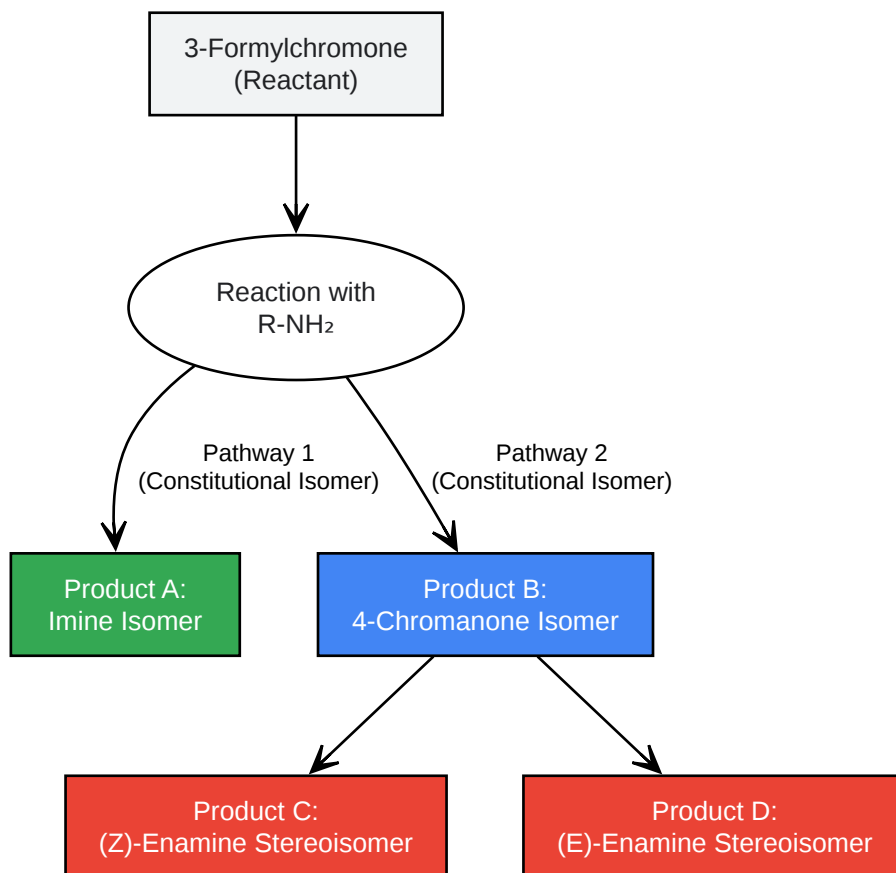 3-Formylchromone
(Reactant)
Reaction with
R-NH₂
Pathway 1
(Constitutional Isomer)
Pathway 2
(Constitutional Isomer)
Product A:
Imine Isomer
Product B:
4-Chromanone Isomer
Product C:
(Z)-Enamine Stereoisomer
Product D:
(E)-Enamine Stereoisomer